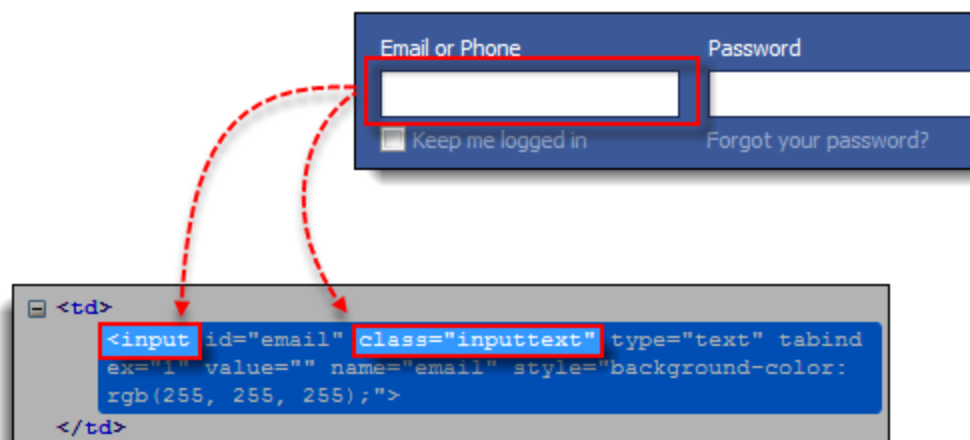 Email or Phone Password
Keep me logged in Forgot your password?
<td>
<input id="email" class="inputtext" type="text" tabind
ex="1" value="" name="email" style="background-color:
rgb(255, 255, 255);">
</td>